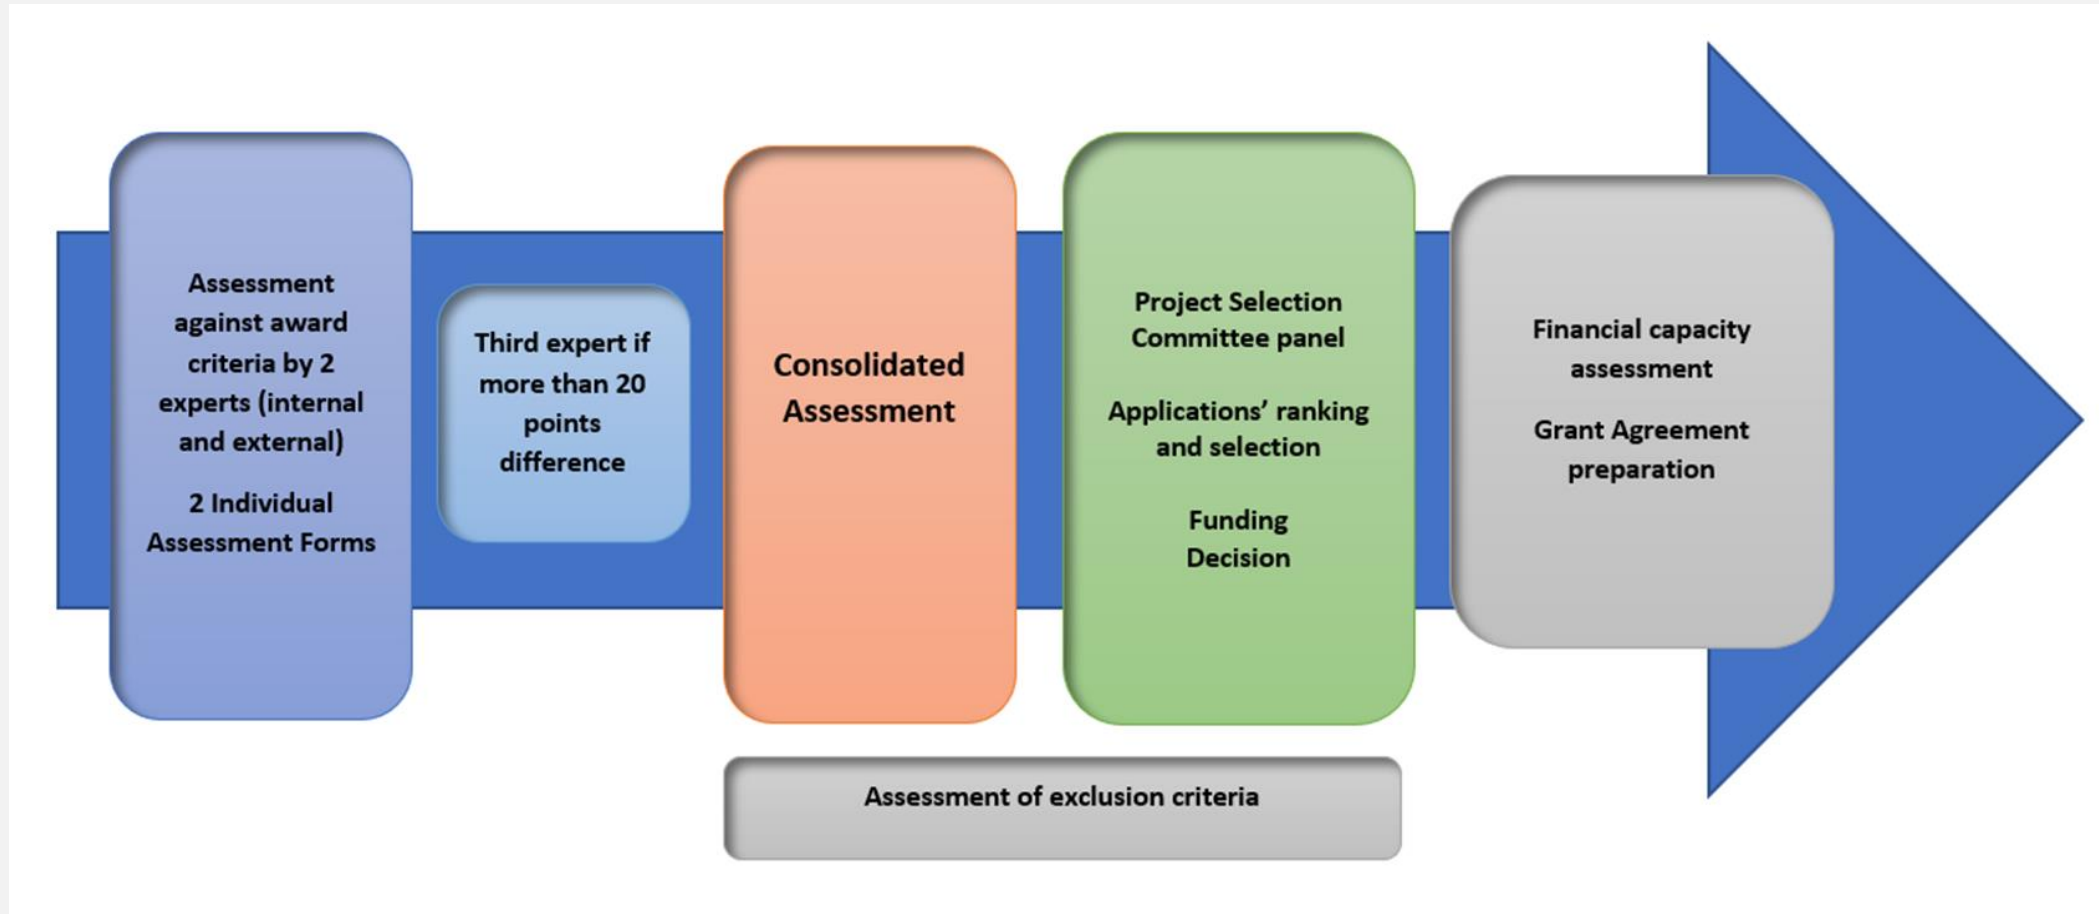 Assessment
against award
criteria by 2
experts (internal
and external)
2 Individual
Assessment Forms
Third expert if
more than 20
points
difference
Consolidated
Assessment
Project Selection
Committee panel
Applications’ ranking
and selection
Funding
Decision
Financial capacity
assessment
Grant Agreement
preparation
Assessment of exclusion criteria